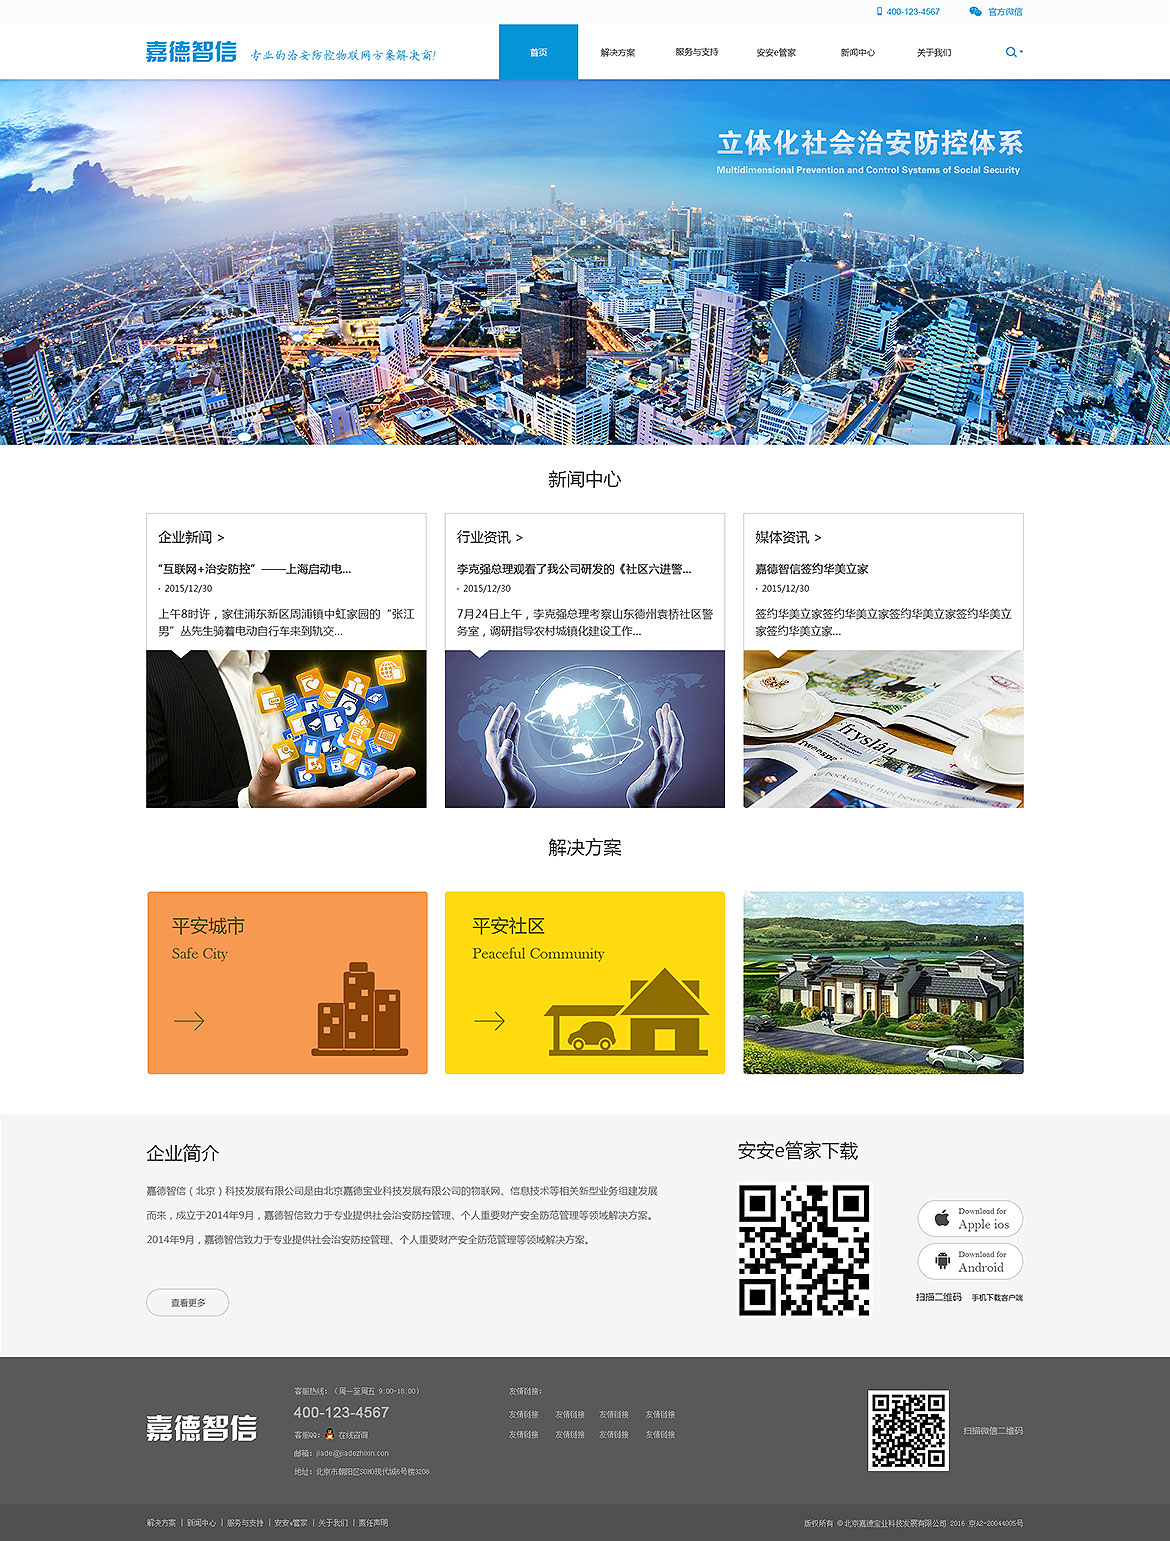 400-123-4567 官方微信
嘉德智信 专业的治安防控物联网方案解决商!
首页 解决方案 服务与支持 安安e管家 新闻中心 关于我们
立体化社会治安防控体系
Multidimensional Prevention and Control Systems of Social Security
新闻中心
企业新闻 >
“互联网+治安防控”——上海启动电...
· 2015/12/30
上午8时许，家住浦东新区周浦镇中虹家园的“张江
男”丛先生骑着电动自行车来到轨交...
行业资讯 >
李克强总理观看了我公司研发的《社区六进警...
· 2015/12/30
7月24日上午，李克强总理考察山东德州袁桥社区警
务室，调研指导农村城镇化建设工作...
媒体资讯 >
嘉德智信签约华美立家
· 2015/12/30
签约华美立家签约华美立家签约华美立家签约华美立
家签约华美立家...
Fryslân
解决方案
平安城市
Safe City
平安社区
Peaceful Community
企业简介
嘉德智信（北京）科技发展有限公司是由北京嘉德宝业科技发展有限公司的物联网、信息技术等相关新型业务组建发展
而来，成立于2014年9月，嘉德智信致力于专业提供社会治安防控管理、个人重要财产安全防范管理等领域解决方案。
2014年9月，嘉德智信致力于专业提供社会治安防控管理、个人重要财产安全防范管理等领域解决方案。
查看更多
安安e管家下载
Download for
Apple ios
Download for
Android
扫描二维码 手机下载客户端
嘉德智信
客服热线：（周一至周五 9:00-18:00）
400-123-4567
客服QQ： 在线咨询
邮箱：jiade@jiadezhixin.con
地址：北京市朝阳区SOHO现代城6号楼3208
友情链接：
友情链接 友情链接 友情链接 友情链接
友情链接 友情链接 友情链接 友情链接
扫描微信二维码
解决方案 | 新闻中心 | 服务与支持 | 安安e管家 | 关于我们 | 责任声明
版权所有 ©北京嘉德宝业科技发展有限公司 2016 京A2-20044005号